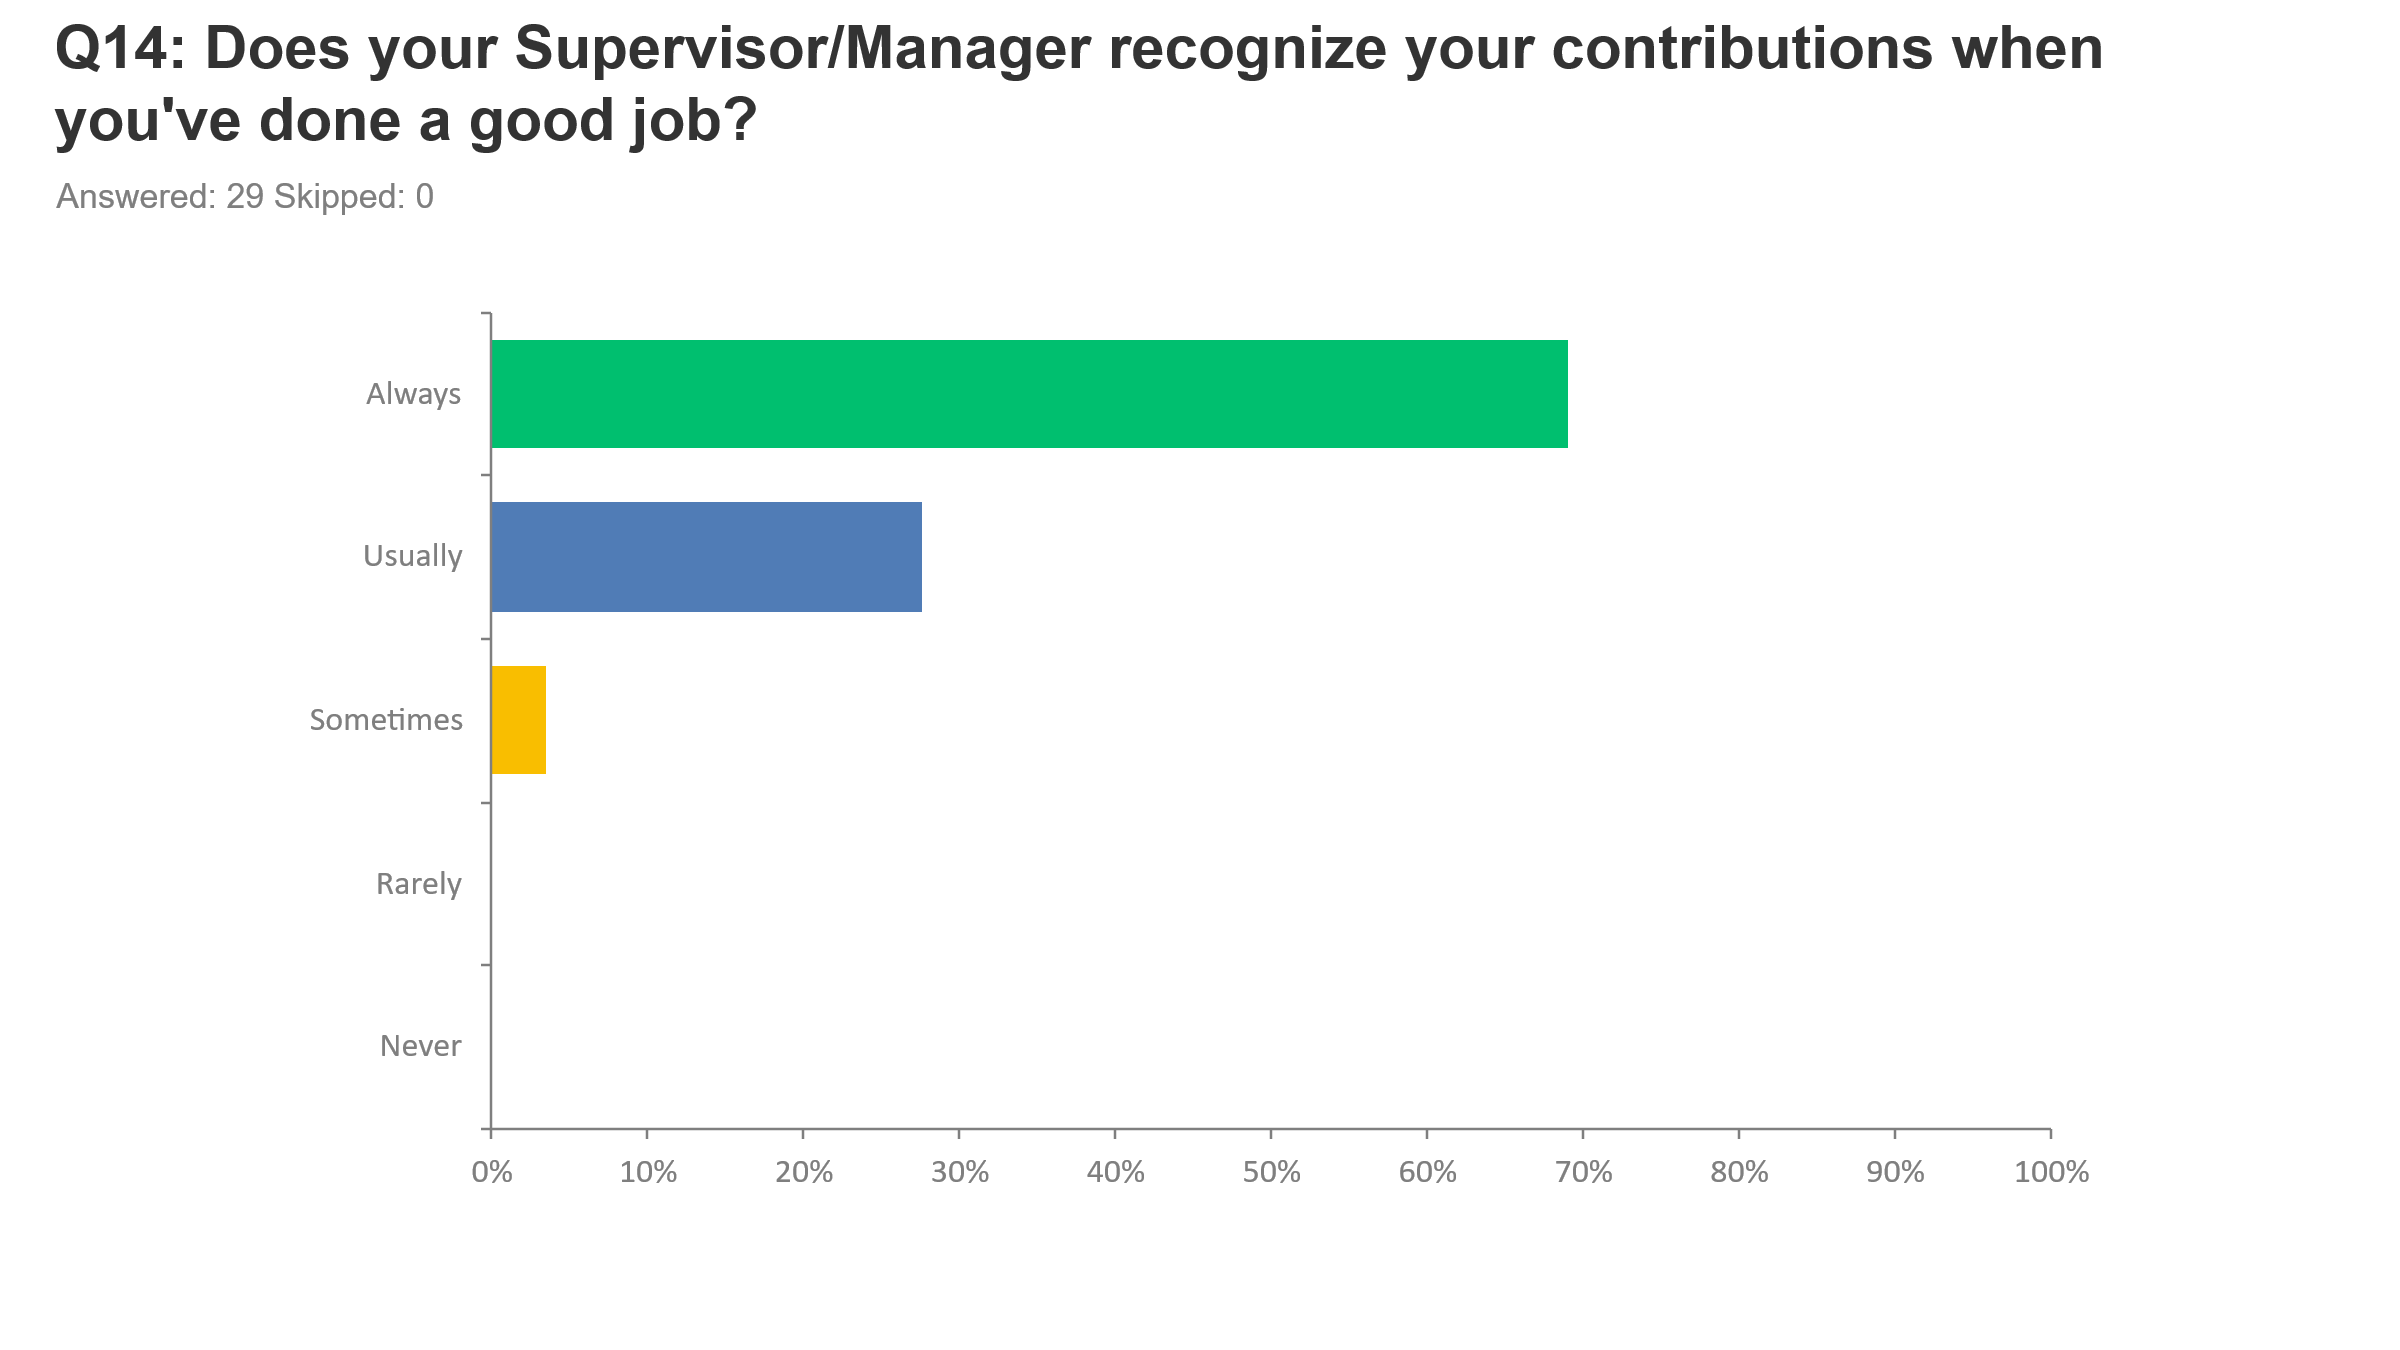 Q14: Does your Supervisor/Manager recognize your contributions when
you've done a good job?
Answered: 29 Skipped: 0
Always
Usually
Sometimes
Rarely
Never
0% 10% 20% 30% 40% 50% 60% 70% 80% 90% 100%